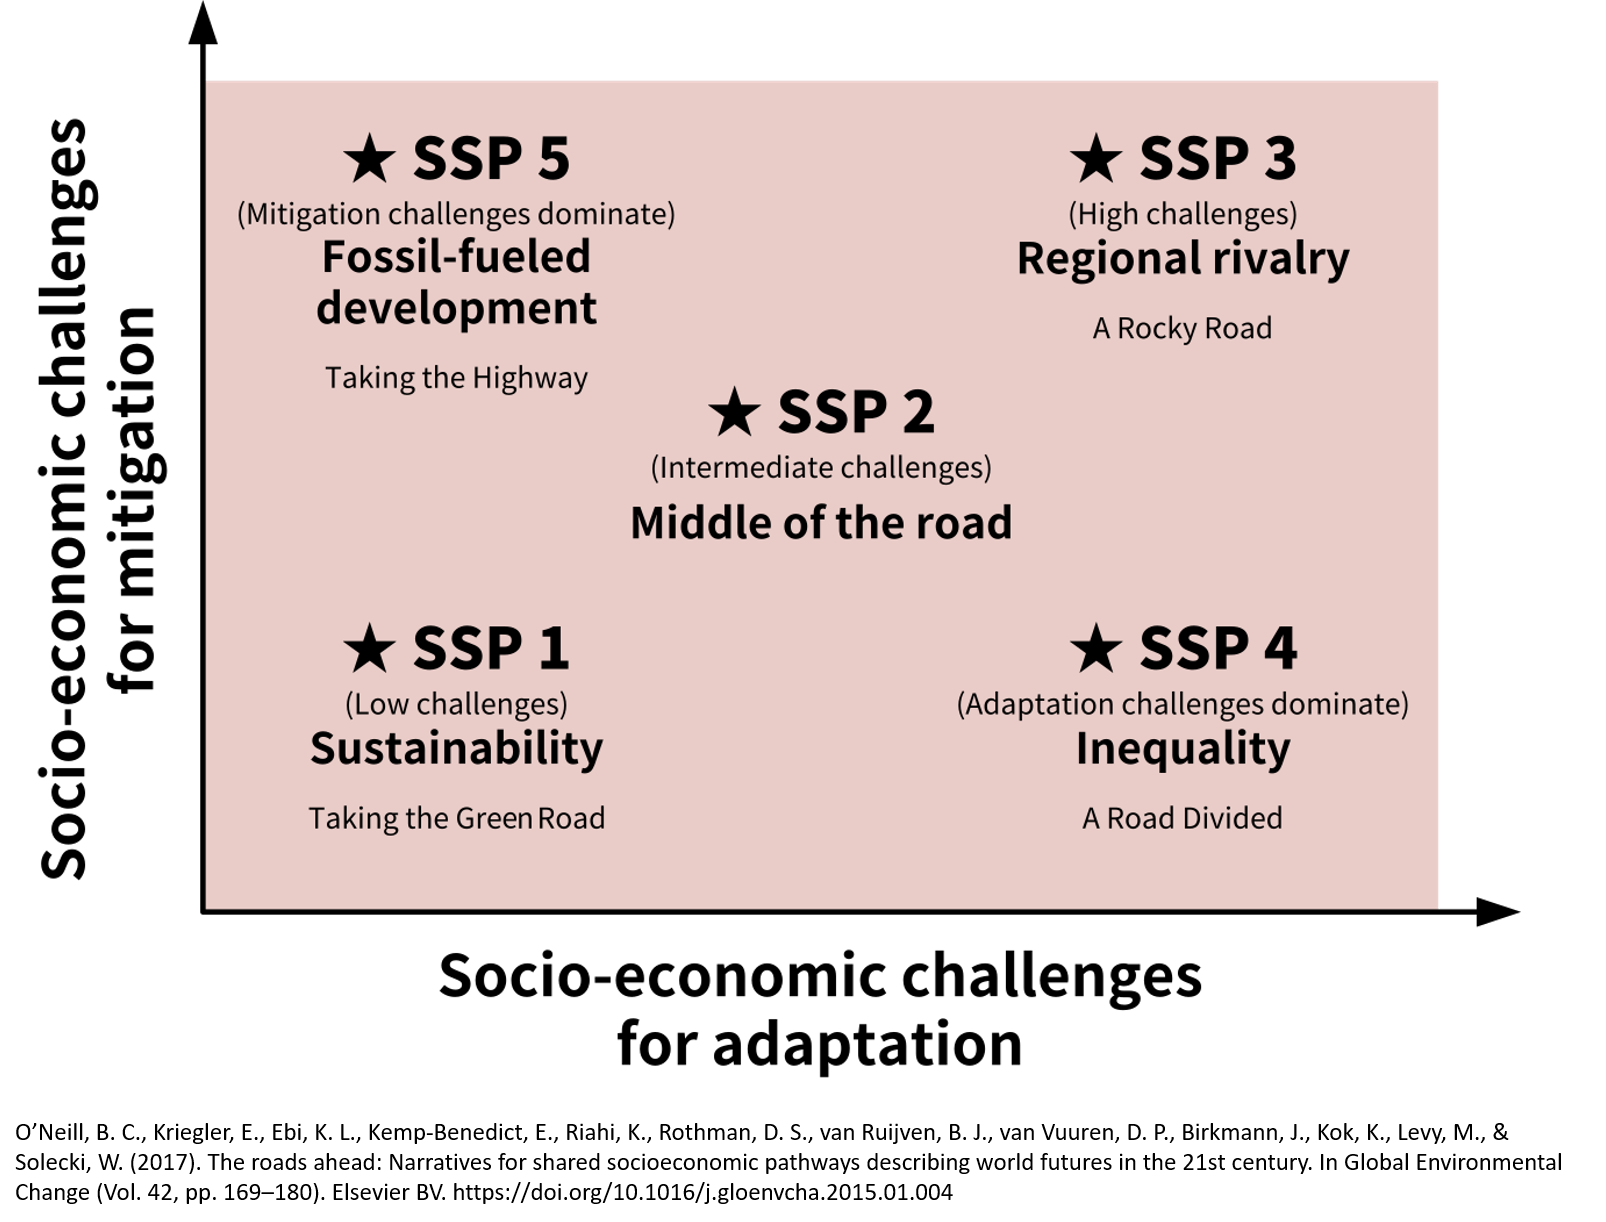 Socio-economic challenges
for mitigation
★ SSP 5
(Mitigation challenges dominate)
Fossil-fueled
development
Taking the Highway
★ SSP 3
(High challenges)
Regional rivalry
A Rocky Road
★ SSP 2
(Intermediate challenges)
Middle of the road
★ SSP 1
(Low challenges)
Sustainability
Taking the Green Road
★ SSP 4
(Adaptation challenges dominate)
Inequality
A Road Divided
Socio-economic challenges
for adaptation
O’Neill, B. C., Kriegler, E., Ebi, K. L., Kemp-Benedict, E., Riahi, K., Rothman, D. S., van Ruijven, B. J., van Vuuren, D. P., Birkmann, J., Kok, K., Levy, M., &
Solecki, W. (2017). The roads ahead: Narratives for shared socioeconomic pathways describing world futures in the 21st century. In Global Environmental
Change (Vol. 42, pp. 169–180). Elsevier BV. https://doi.org/10.1016/j.gloenvcha.2015.01.004